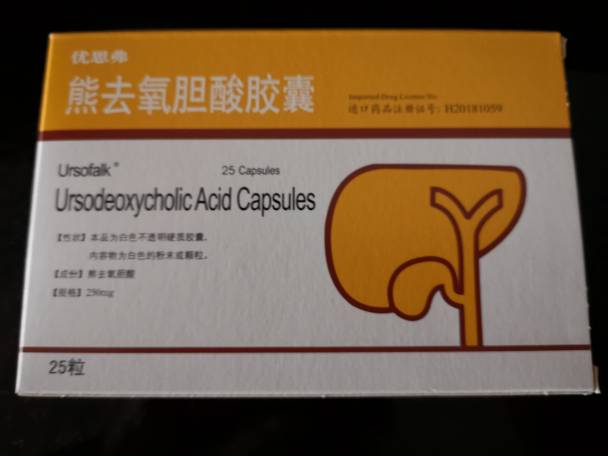 优思弗
熊去氧胆酸胶囊
Imported Drug License No:
进口药品注册证号: H20181059
Ursofalk®
25 Capsules
Ursodeoxycholic Acid Capsules
【性状】本品为白色不透明硬质胶囊,
内容物为白色的粉末或颗粒。
【成份】熊去氧胆酸
【规格】250mg
25粒